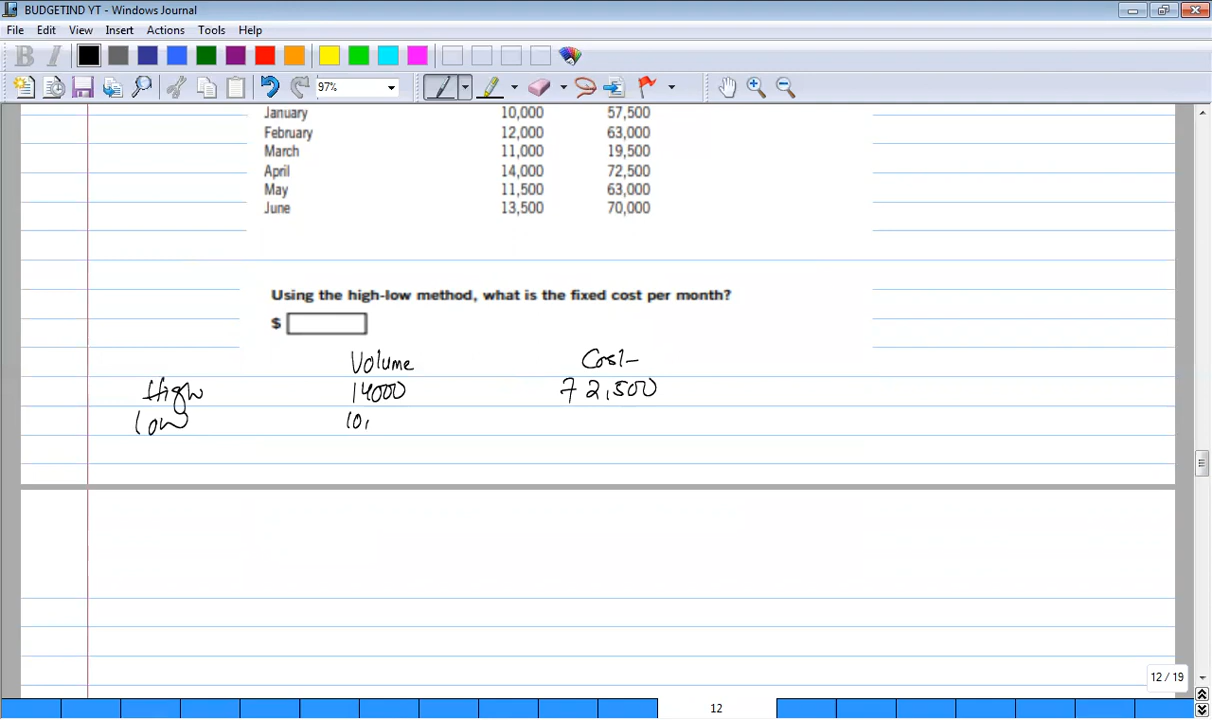 BUDGETIND YT - Windows Journal
File Edit View Insert Actions Tools Help
B I
97%
January 10,000 57,500
February 12,000 63,000
March 11,000 19,500
April 14,000 72,500
May 11,500 63,000
June 13,500 70,000
Using the high-low method, what is the fixed cost per month?
$
Volume Cost
High 14000 72,500
low 10,
12 / 19
12